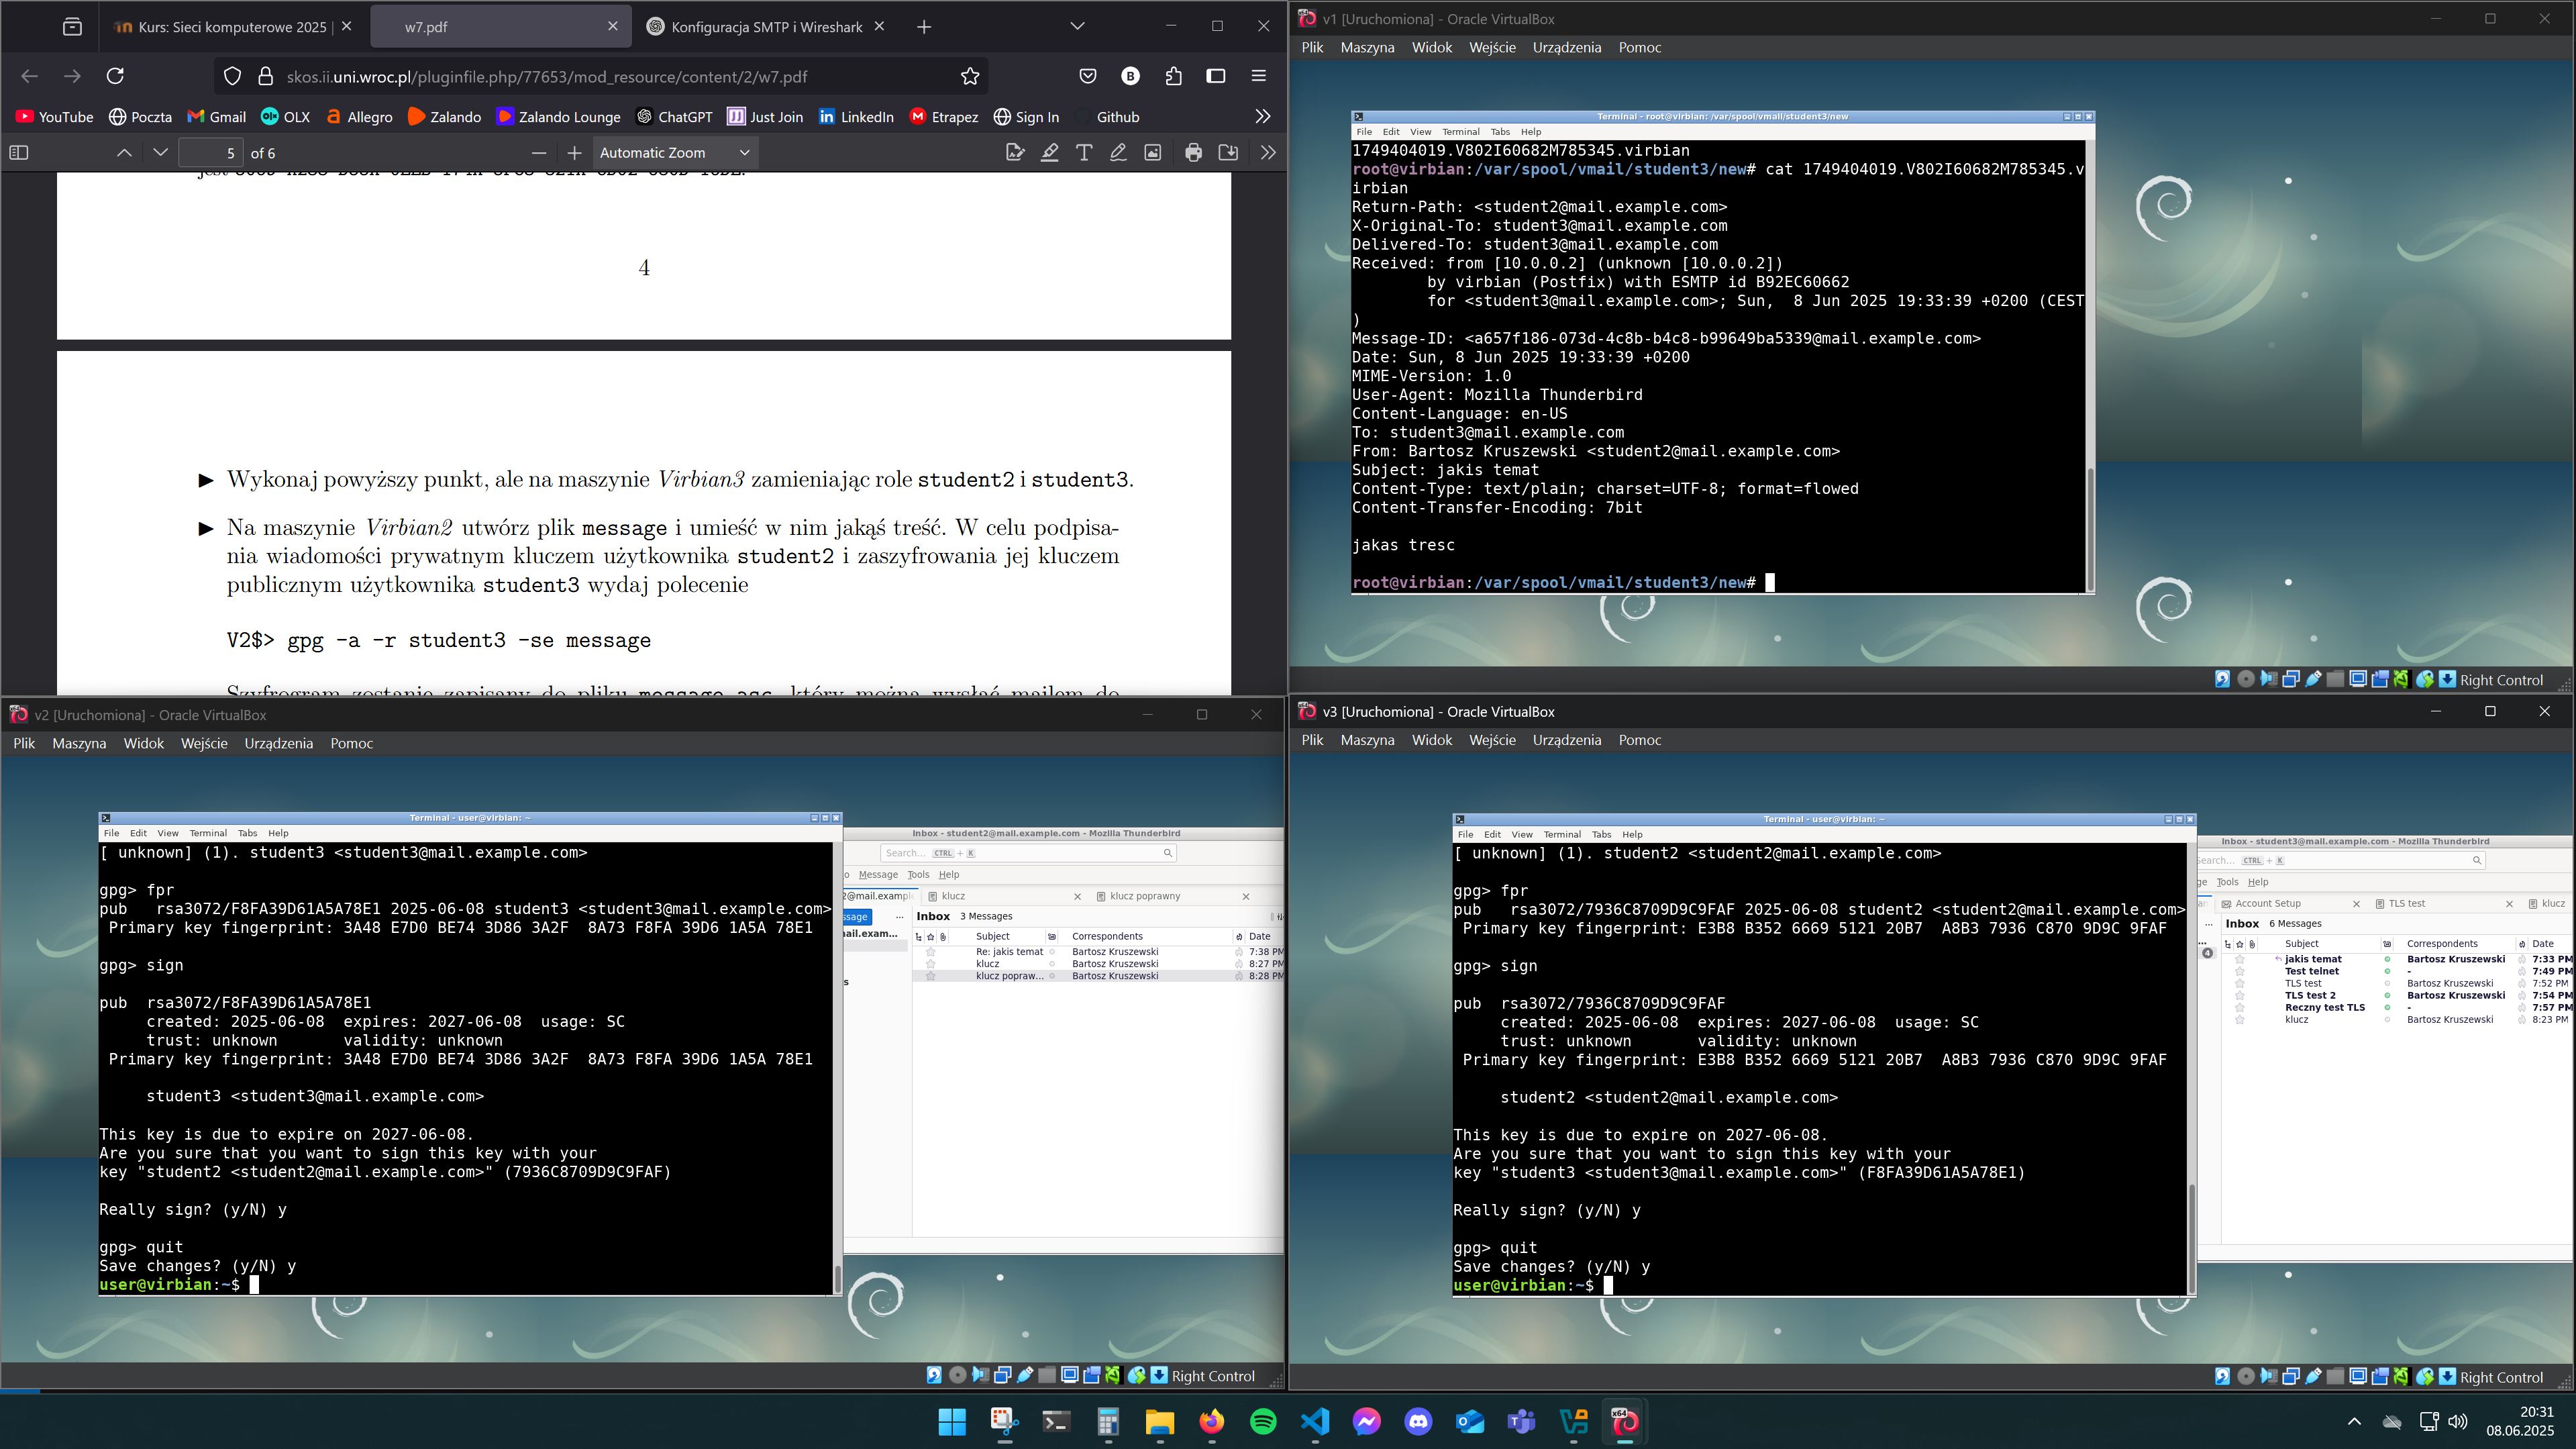 Kurs: Sieci komputerowe 2025 |
w7.pdf
Konfiguracja SMTP i Wireshark
skos.ii.uni.wroc.pl/pluginfile.php/77653/mod_resource/content/2/w7.pdf
YouTube
Poczta
Gmail
OLX
Allegro
Zalando
Zalando Lounge
ChatGPT
Just Join
LinkedIn
Etrapez
Sign In
Github
5 of 6
Automatic Zoom
4
► Wykonaj powyższy punkt, ale na maszynie Virbian3 zamieniając role student2 i student3.
► Na maszynie Virbian2 utwórz plik message i umieść w nim jakąś treść. W celu podpisa-
nia wiadomości prywatnym kluczem użytkownika student2 i zaszyfrowania jej kluczem
publicznym użytkownika student3 wydaj polecenie
V2$> gpg -a -r student3 -se message
Szyfrogram zostanie zapisany do pliku message.asc, który można wysłać mailem do
v1 [Uruchomiona] - Oracle VirtualBox
Plik Maszyna Widok Wejście Urządzenia Pomoc
Terminal - root@virbian: /var/spool/vmail/student3/new
File Edit View Terminal Tabs Help
1749404019.V802I60682M785345.virbian
root@virbian:/var/spool/vmail/student3/new# cat 1749404019.V802I60682M785345.v
irbian
Return-Path: <student2@mail.example.com>
X-Original-To: student3@mail.example.com
Delivered-To: student3@mail.example.com
Received: from [10.0.0.2] (unknown [10.0.0.2])
by virbian (Postfix) with ESMTP id B92EC60662
for <student3@mail.example.com>; Sun,  8 Jun 2025 19:33:39 +0200 (CEST
)
Message-ID: <a657f186-073d-4c8b-b4c8-b99649ba5339@mail.example.com>
Date: Sun, 8 Jun 2025 19:33:39 +0200
MIME-Version: 1.0
User-Agent: Mozilla Thunderbird
Content-Language: en-US
To: student3@mail.example.com
From: Bartosz Kruszewski <student2@mail.example.com>
Subject: jakis temat
Content-Type: text/plain; charset=UTF-8; format=flowed
Content-Transfer-Encoding: 7bit
jakas tresc
root@virbian:/var/spool/vmail/student3/new#
Right Control
v2 [Uruchomiona] - Oracle VirtualBox
Plik Maszyna Widok Wejście Urządzenia Pomoc
Terminal - user@virbian: ~
File Edit View Terminal Tabs Help
[ unknown] (1). student3 <student3@mail.example.com>
gpg> fpr
pub   rsa3072/F8FA39D61A5A78E1 2025-06-08 student3 <student3@mail.example.com>
Primary key fingerprint: 3A48 E7D0 BE74 3D86 3A2F  8A73 F8FA 39D6 1A5A 78E1
gpg> sign
pub  rsa3072/F8FA39D61A5A78E1
created: 2025-06-08  expires: 2027-06-08  usage: SC
trust: unknown       validity: unknown
Primary key fingerprint: 3A48 E7D0 BE74 3D86 3A2F  8A73 F8FA 39D6 1A5A 78E1
student3 <student3@mail.example.com>
This key is due to expire on 2027-06-08.
Are you sure that you want to sign this key with your
key "student2 <student2@mail.example.com>" (7936C8709D9C9FAF)
Really sign? (y/N) y
gpg> quit
Save changes? (y/N) y
user@virbian:~$
Inbox - student2@mail.example.com - Mozilla Thunderbird
Search... CTRL + K
o Message Tools Help
2@mail.exampl
klucz
klucz poprawny
ssage
ail.exam...
s
Inbox 3 Messages
Subject Correspondents Date
Re: jakis temat Bartosz Kruszewski 7:38 PM
klucz Bartosz Kruszewski 8:27 PM
klucz popraw... Bartosz Kruszewski 8:28 PM
Right Control
v3 [Uruchomiona] - Oracle VirtualBox
Plik Maszyna Widok Wejście Urządzenia Pomoc
Terminal - user@virbian: ~
File Edit View Terminal Tabs Help
[ unknown] (1). student2 <student2@mail.example.com>
gpg> fpr
pub   rsa3072/7936C8709D9C9FAF 2025-06-08 student2 <student2@mail.example.com>
Primary key fingerprint: E3B8 B352 6669 5121 20B7  A8B3 7936 C870 9D9C 9FAF
gpg> sign
pub  rsa3072/7936C8709D9C9FAF
created: 2025-06-08  expires: 2027-06-08  usage: SC
trust: unknown       validity: unknown
Primary key fingerprint: E3B8 B352 6669 5121 20B7  A8B3 7936 C870 9D9C 9FAF
student2 <student2@mail.example.com>
This key is due to expire on 2027-06-08.
Are you sure that you want to sign this key with your
key "student3 <student3@mail.example.com>" (F8FA39D61A5A78E1)
Really sign? (y/N) y
gpg> quit
Save changes? (y/N) y
user@virbian:~$
Inbox - student3@mail.example.com - Mozilla Thunderbird
Search... CTRL + K
ge Tools Help
Account Setup
TLS test
klucz
4
Inbox 6 Messages
Subject Correspondents Date
jakis temat Bartosz Kruszewski 7:33 PM
Test telnet - 7:49 PM
TLS test Bartosz Kruszewski 7:52 PM
TLS test 2 Bartosz Kruszewski 7:54 PM
Reczny test TLS - 7:57 PM
klucz Bartosz Kruszewski 8:23 PM
Right Control
20:31
08.06.2025